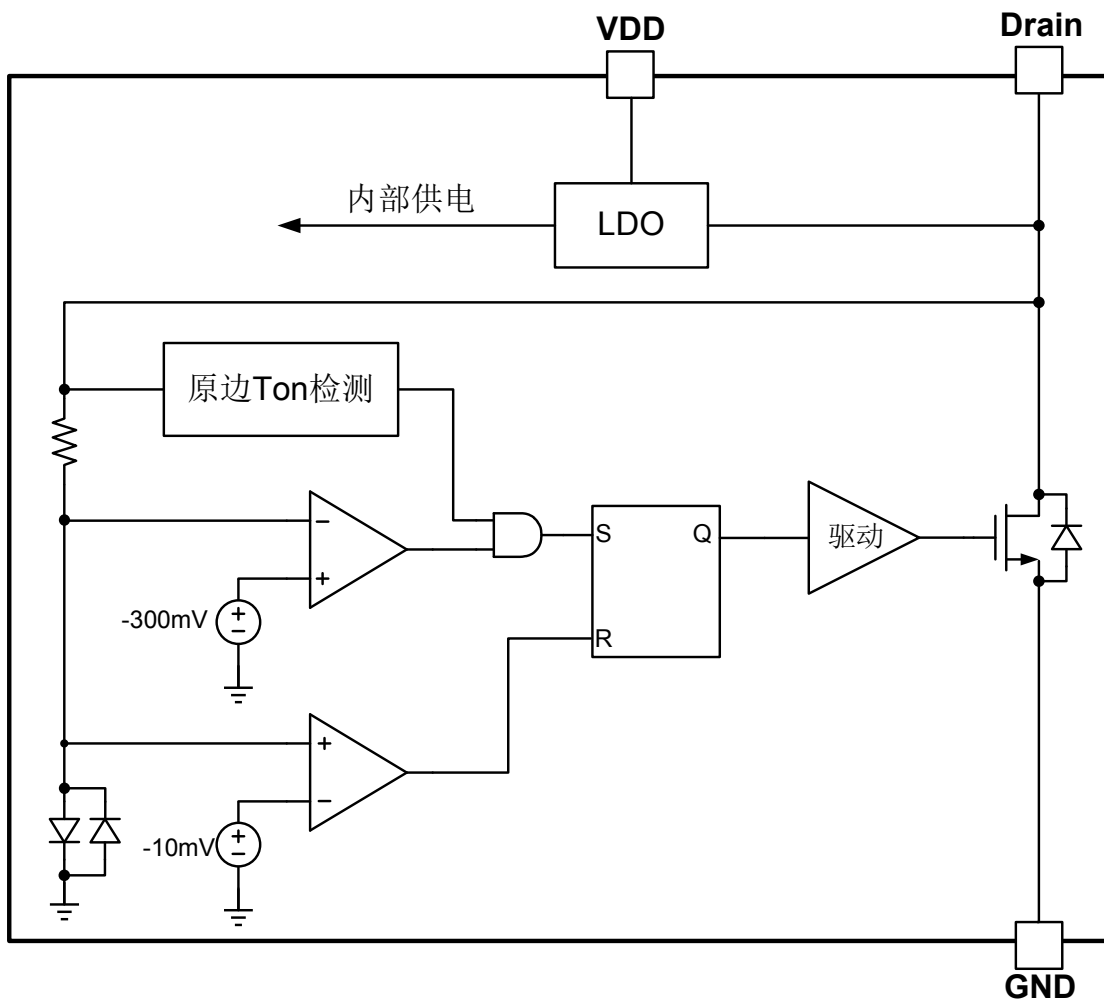 VDD
Drain
内部供电
LDO
原边Ton检测
−
+
-300mV
+
−
S
Q
R
驱动
+
−
-10mV
+
−
GND